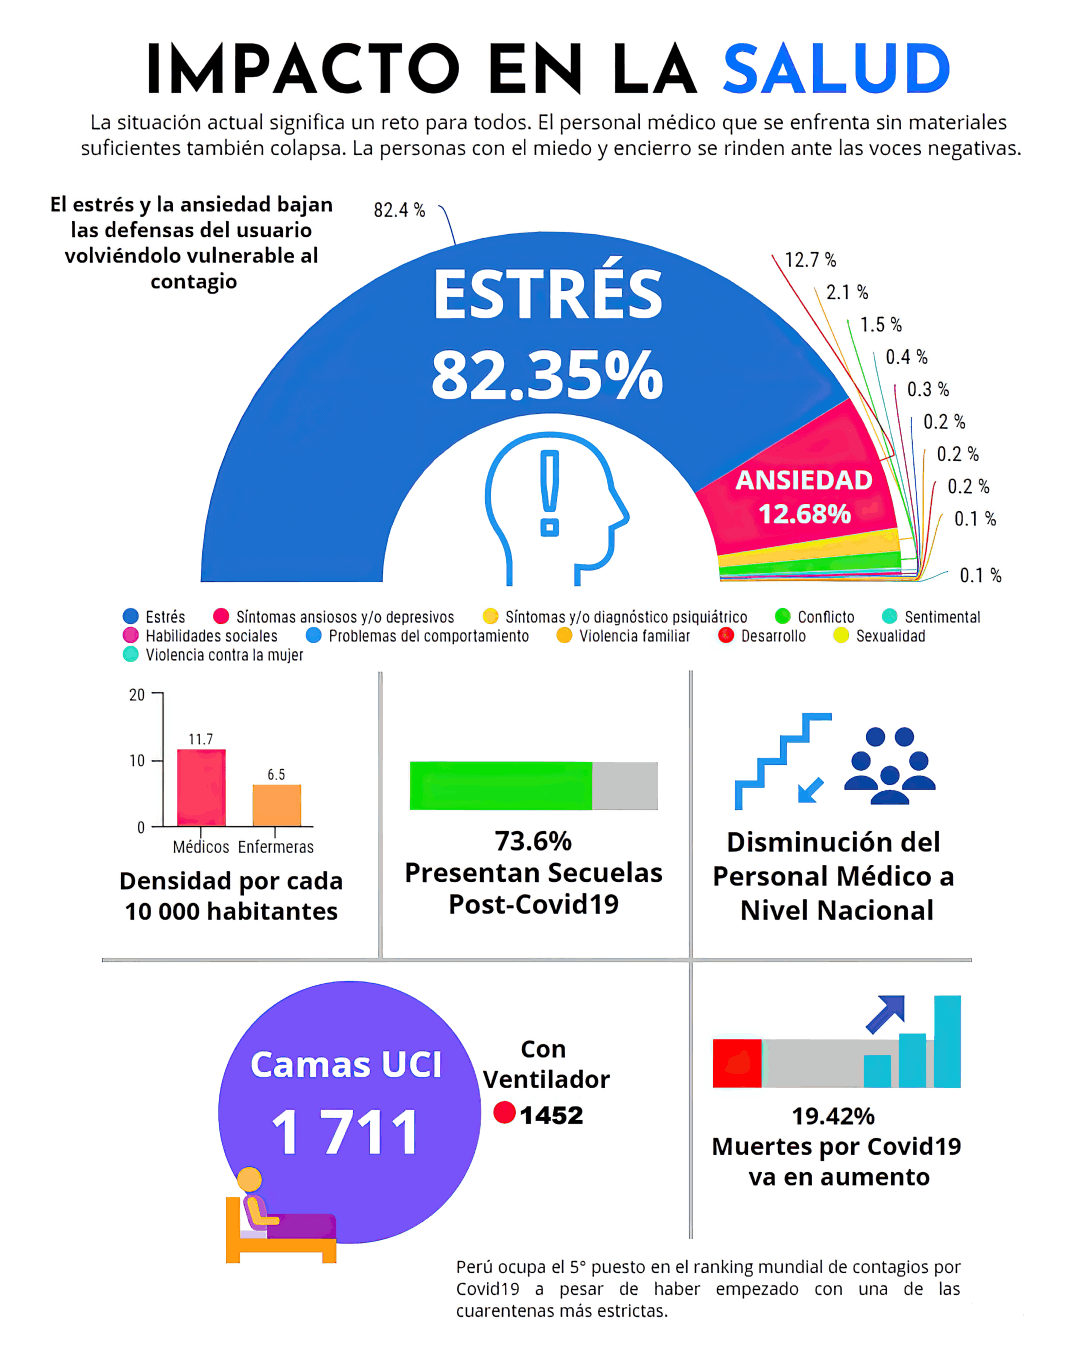 IMPACTO EN LA SALUD
La situación actual significa un reto para todos. El personal médico que se enfrenta sin materiales
suficientes también colapsa. La personas con el miedo y encierro se rinden ante las voces negativas.
El estrés y la ansiedad bajan
las defensas del usuario
volviéndolo vulnerable al
contagio
82.4 %
ESTRÉS
82.35%
12.7 %
2.1 %
1.5 %
0.4 %
0.3 %
0.2 %
0.2 %
0.2 %
0.1 %
0.1 %
ANSIEDAD
12.68%
Estrés Síntomas ansiosos y/o depresivos Síntomas y/o diagnóstico psiquiátrico Conflicto Sentimental
Habilidades sociales Problemas del comportamiento Violencia familiar Desarrollo Sexualidad
Violencia contra la mujer
20
10
0
11.7
6.5
Médicos Enfermeras
Densidad por cada
10 000 habitantes
73.6%
Presentan Secuelas
Post-Covid19
Disminución del
Personal Médico a
Nivel Nacional
Camas UCI
1 711
Con
Ventilador
1452
19.42%
Muertes por Covid19
va en aumento
Perú ocupa el 5° puesto en el ranking mundial de contagios por
Covid19 a pesar de haber empezado con una de las
cuarentenas más estrictas.